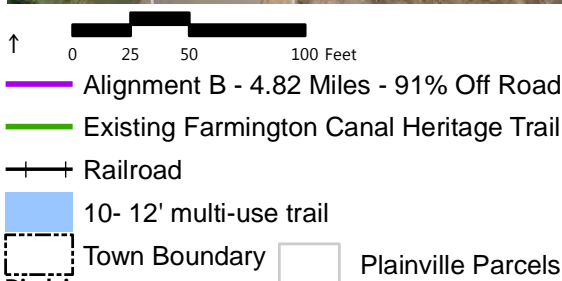 ↑ 0 25 50 100 Feet
Alignment B - 4.82 Miles - 91% Off Road
Existing Farmington Canal Heritage Trail
Railroad
10- 12' multi-use trail
Town Boundary Plainville Parcels